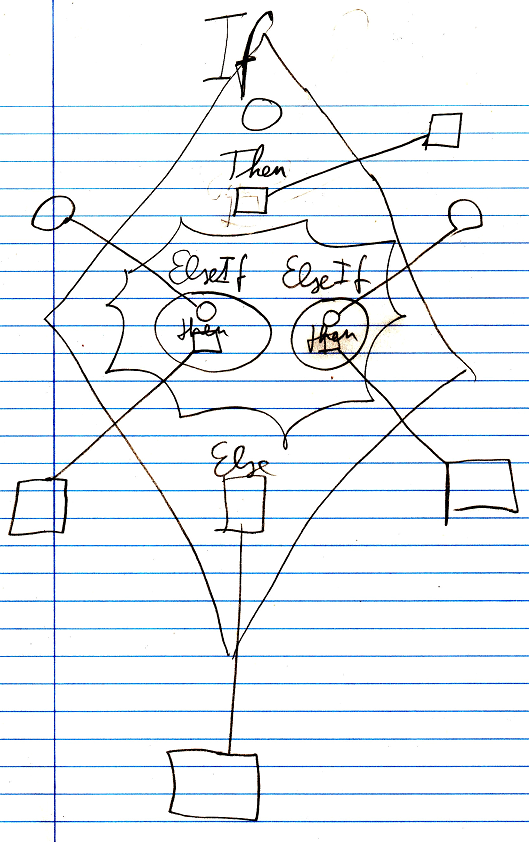 If
Then
ElseIf ElseIf
then then
Else